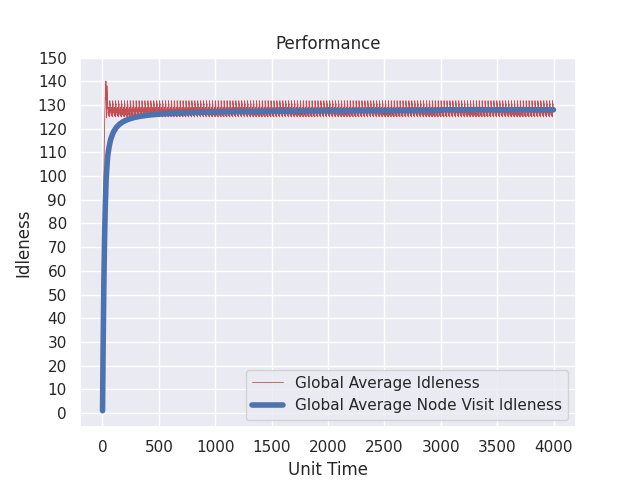 Performance
150
140
130
120
110
100
90
80
70
60
50
40
30
20
10
0
Idleness
Global Average Idleness
Global Average Node Visit Idleness
0 500 1000 1500 2000 2500 3000 3500 4000
Unit Time